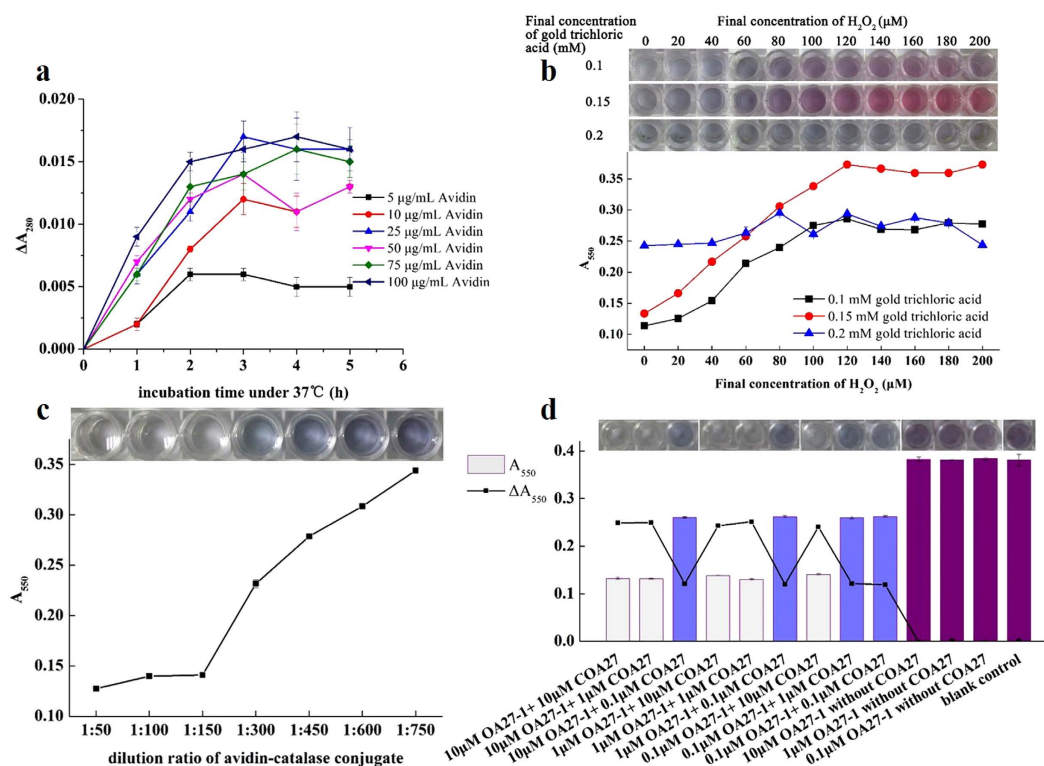 a
ΔΔA280
0.020
0.015
0.010
0.005
0.000
0 1 2 3 4 5 6
incubation time under 37℃ (h)
5 μg/mL Avidin
10 μg/mL Avidin
25 μg/mL Avidin
50 μg/mL Avidin
75 μg/mL Avidin
100 μg/mL Avidin
b
Final concentration
of gold trichloric
acid (mM)
Final concentration of H2O2 (μM)
0 20 40 60 80 100 120 140 160 180 200
0.1
0.15
0.2
A550
0.35
0.30
0.25
0.20
0.15
0.10
0.1 mM gold trichloric acid
0.15 mM gold trichloric acid
0.2 mM gold trichloric acid
0 20 40 60 80 100 120 140 160 180 200
Final concentration of H2O2 (μM)
c
A550
0.35
0.30
0.25
0.20
0.15
0.10
1:50 1:100 1:150 1:300 1:450 1:600 1:750
dilution ratio of avidin-catalase conjugate
d
A550
ΔA550
0.4
0.3
0.2
0.1
0.0
10μM OA27-1+ 10μM COA27
10μM OA27-1+ 1μM COA27
10μM OA27-1+ 0.1μM COA27
1μM OA27-1+ 10μM COA27
1μM OA27-1+ 1μM COA27
1μM OA27-1+ 0.1μM COA27
0.1μM OA27-1+ 10μM COA27
0.1μM OA27-1+ 1μM COA27
0.1μM OA27-1+ 0.1μM COA27
10μM OA27-1 without COA27
1μM OA27-1 without COA27
0.1μM OA27-1 without COA27
blank control